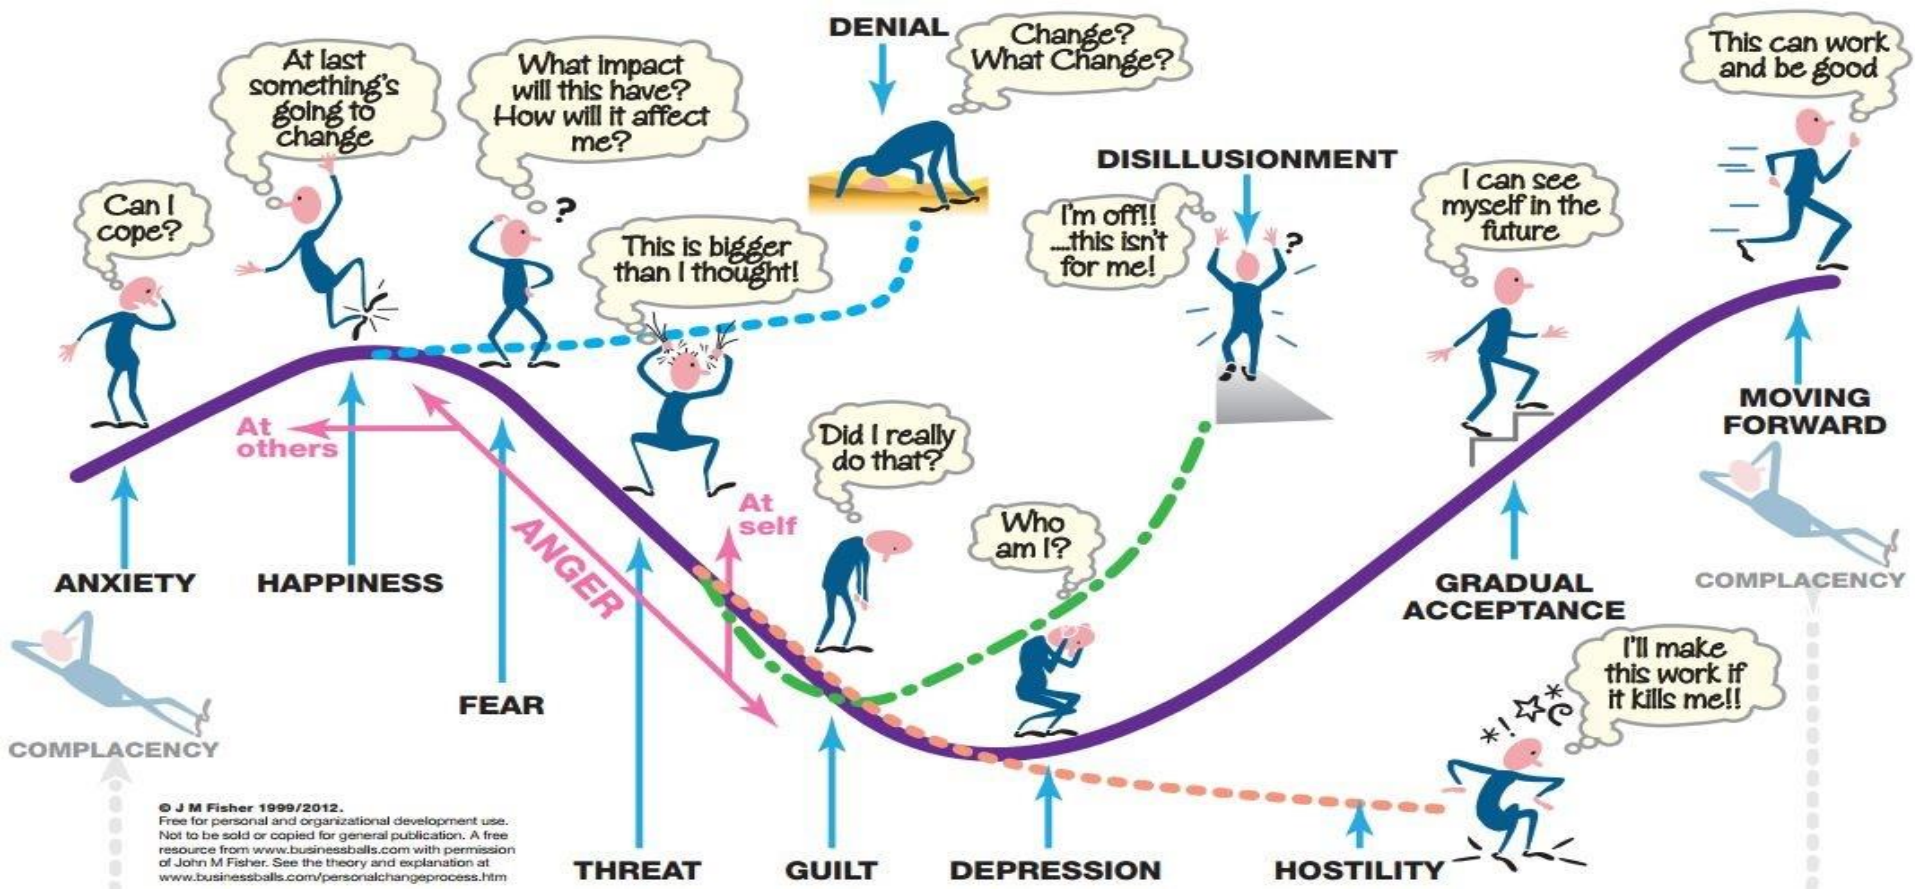 DENIAL
Change?
What Change?
This can work
and be good
At last
something's
going to
change
What impact
will this have?
How will it affect
me?
?
DISILLUSIONMENT
I can see
myself in the
future
Can I
cope?
I'm off!!
....this isn't
for me!
?
This is bigger
than I thought!
MOVING
FORWARD
At
others
Did I really
do that?
At
self
ANGER
Who
am I?
ANXIETY
HAPPINESS
GRADUAL
ACCEPTANCE
COMPLACENCY
FEAR
I'll make
this work if
it kills me!!
*!
*
COMPLACENCY
© J M Fisher 1999/2012.
Free for personal and organizational development use.
Not to be sold or copied for general publication. A free
resource from www.businessballs.com with permission
of John M Fisher. See the theory and explanation at
www.businessballs.com/personalchangeprocess.htm
THREAT
GUILT
DEPRESSION
HOSTILITY